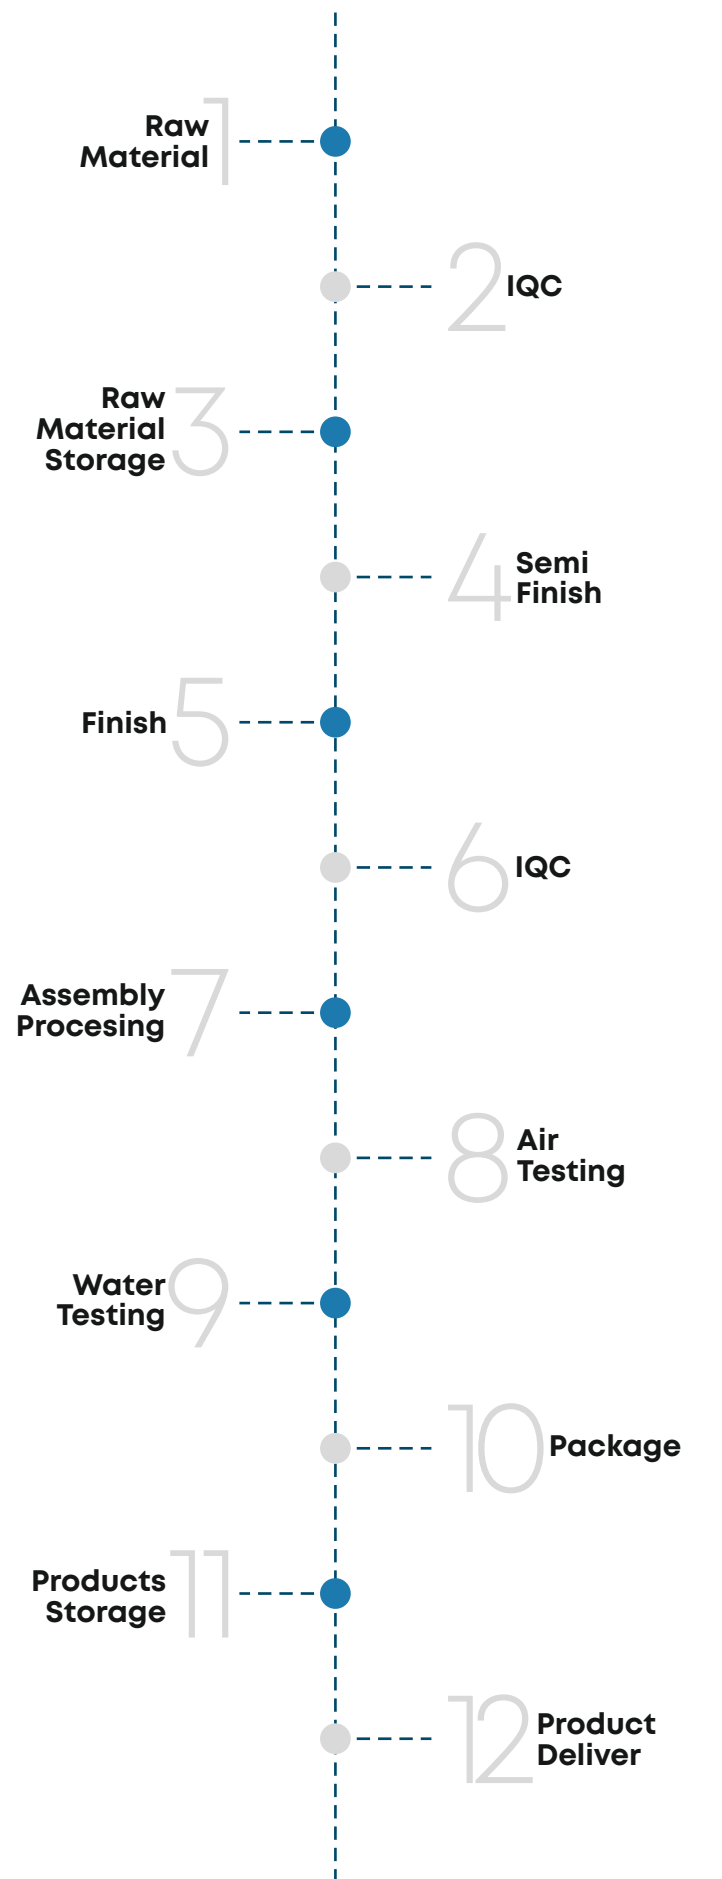 1
Raw
Material
2
IQC
3
Raw
Material
Storage
4
Semi
Finish
5
Finish
6
IQC
7
Assembly
Procesing
8
Air
Testing
9
Water
Testing
10
Package
11
Products
Storage
12
Product
Deliver